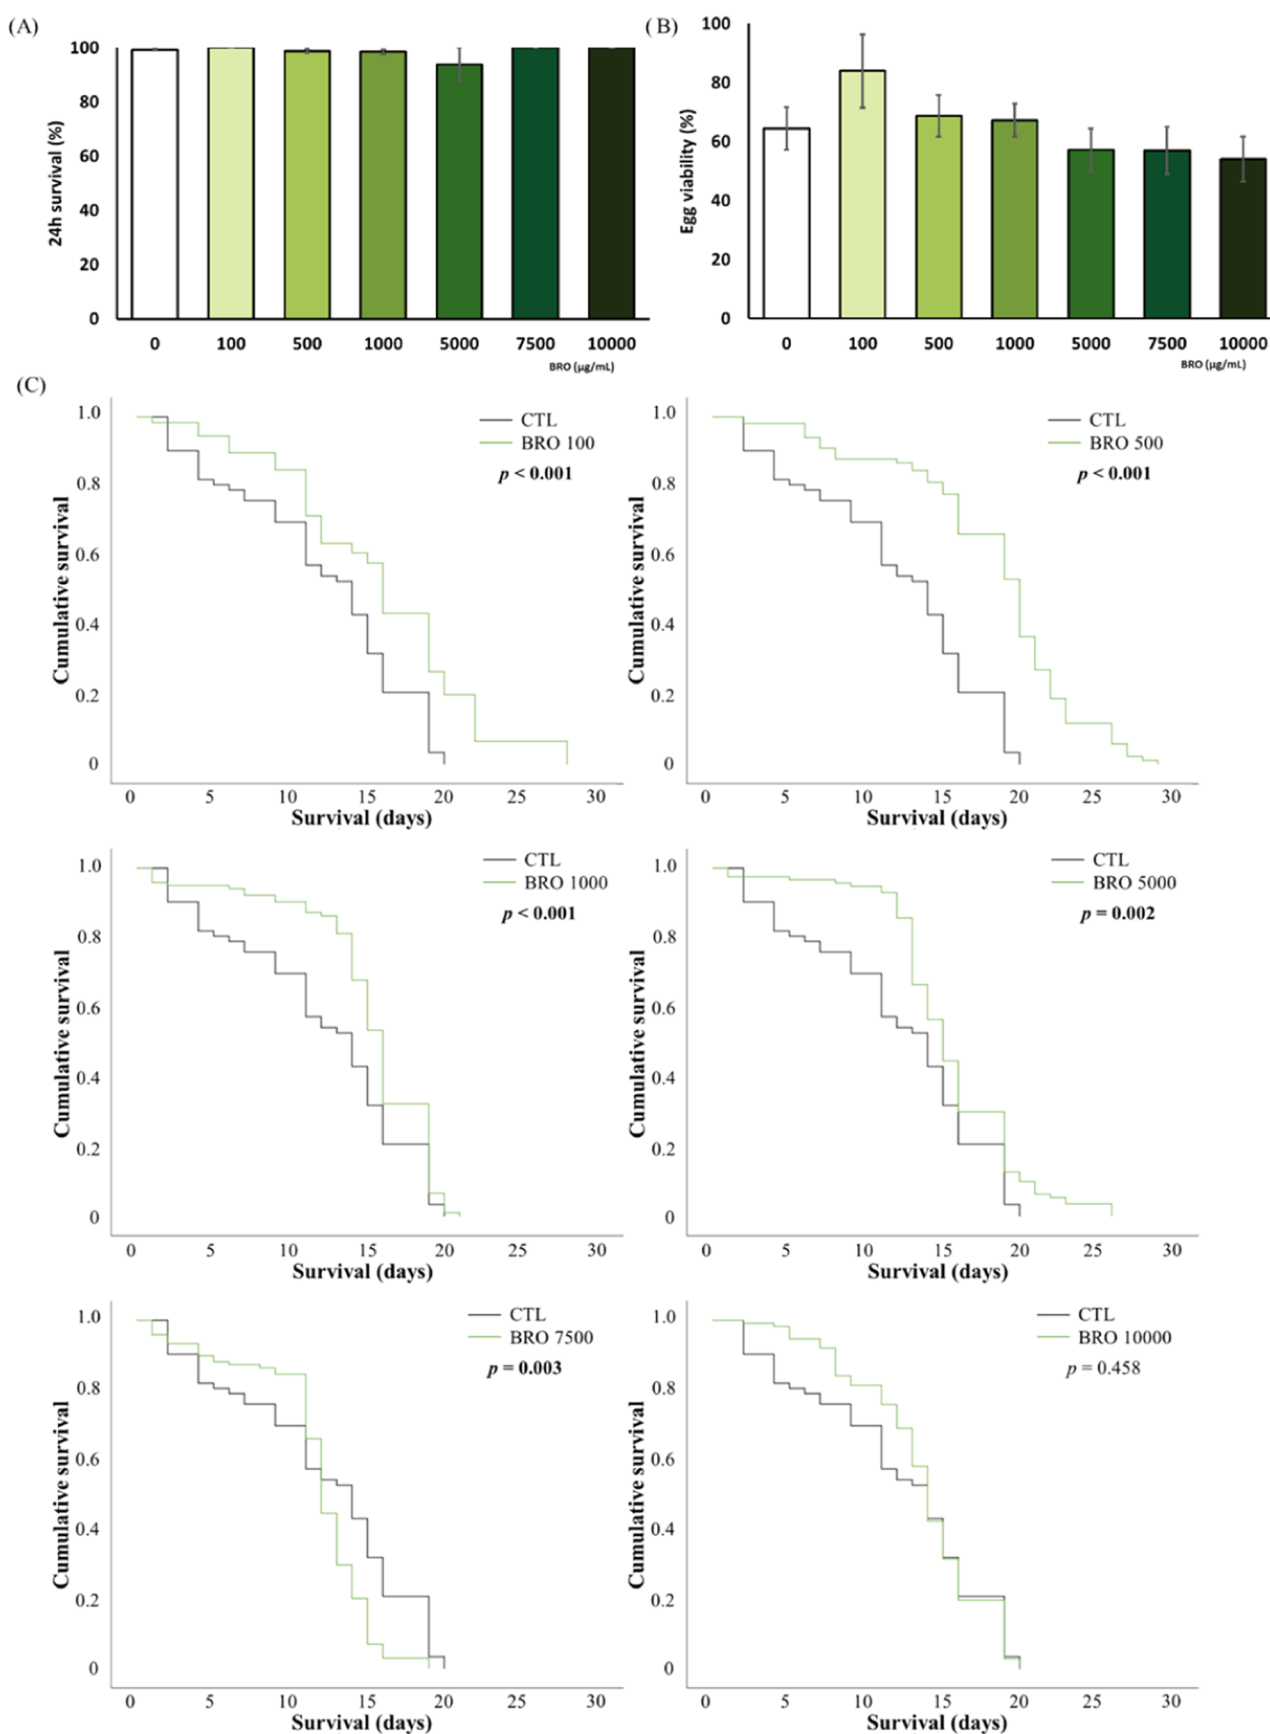 (A)
24h survival (%)
100
80
60
40
20
0
0 100 500 1000 5000 7500 10000
BRO (µg/mL)
(B)
Egg viability (%)
100
80
60
40
20
0
0 100 500 1000 5000 7500 10000
BRO (µg/mL)
(C)
Cumulative survival
1.0
0.8
0.6
0.4
0.2
0
CTL
BRO 100
p < 0.001
0 5 10 15 20 25 30
Survival (days)
Cumulative survival
1.0
0.8
0.6
0.4
0.2
0
CTL
BRO 500
p < 0.001
0 5 10 15 20 25 30
Survival (days)
Cumulative survival
1.0
0.8
0.6
0.4
0.2
0
CTL
BRO 1000
p < 0.001
0 5 10 15 20 25 30
Survival (days)
Cumulative survival
1.0
0.8
0.6
0.4
0.2
0
CTL
BRO 5000
p = 0.002
0 5 10 15 20 25 30
Survival (days)
Cumulative survival
1.0
0.8
0.6
0.4
0.2
0
CTL
BRO 7500
p = 0.003
0 5 10 15 20 25 30
Survival (days)
Cumulative survival
1.0
0.8
0.6
0.4
0.2
0
CTL
BRO 10000
p = 0.458
0 5 10 15 20 25 30
Survival (days)